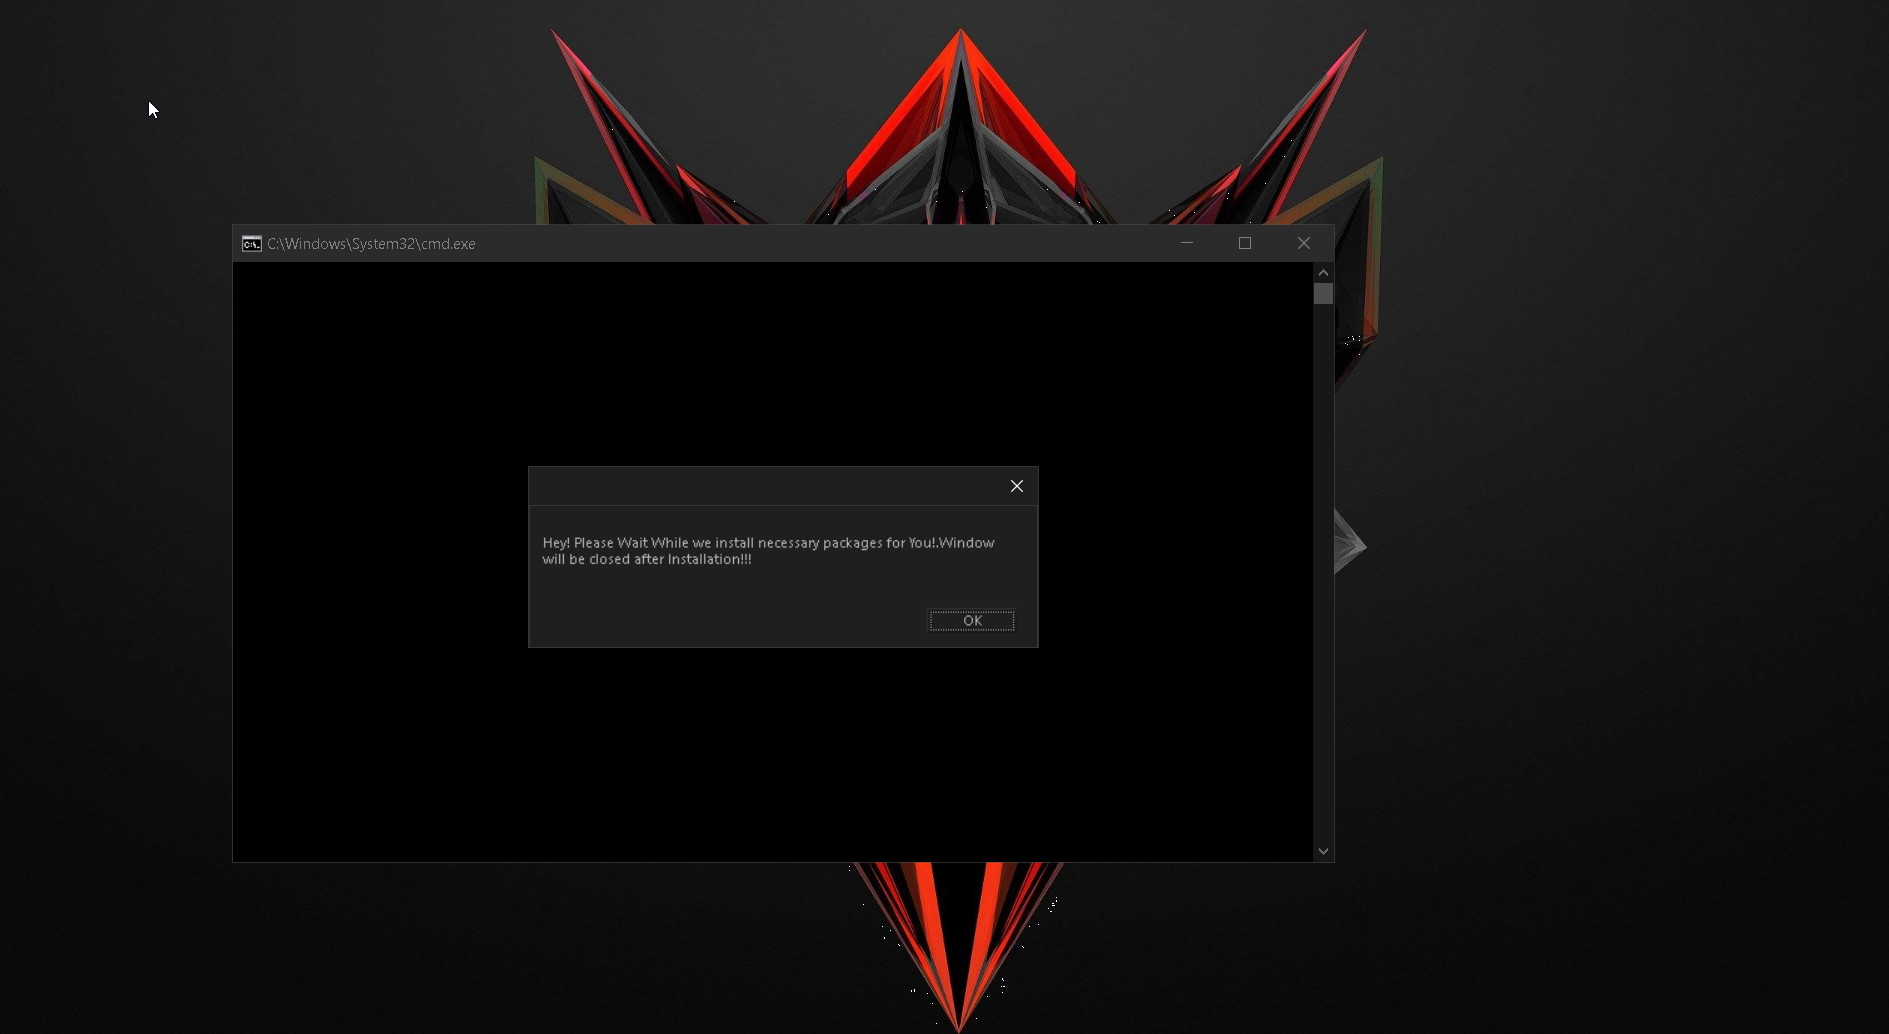 C:\Windows\System32\cmd.exe
Hey! Please Wait While we install necessary packages for You!.Window
will be closed after Installation!!!
OK